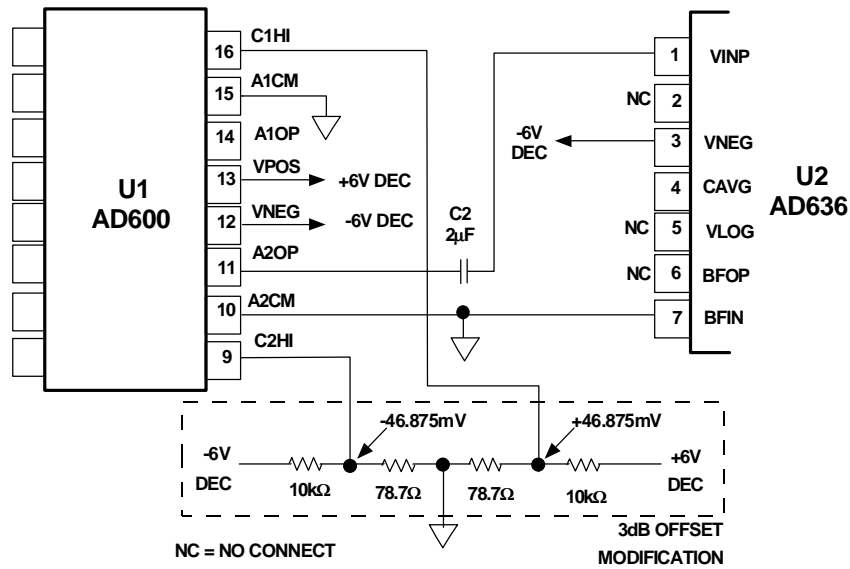 C1HI
16
A1CM
15
A1OP
14
VPOS
13
+6V DEC
VNEG
12
-6V DEC
A2OP
11
A2CM
10
C2HI
9
U1
AD600
C2
2µF
1
VINP
NC
2
-6V
DEC
3
VNEG
4
CAVG
NC
5
VLOG
NC
6
BFOP
7
BFIN
U2
AD636
-46.875mV
+46.875mV
-6V
DEC
10kΩ
78.7Ω
78.7Ω
10kΩ
+6V
DEC
3dB OFFSET
MODIFICATION
NC = NO CONNECT